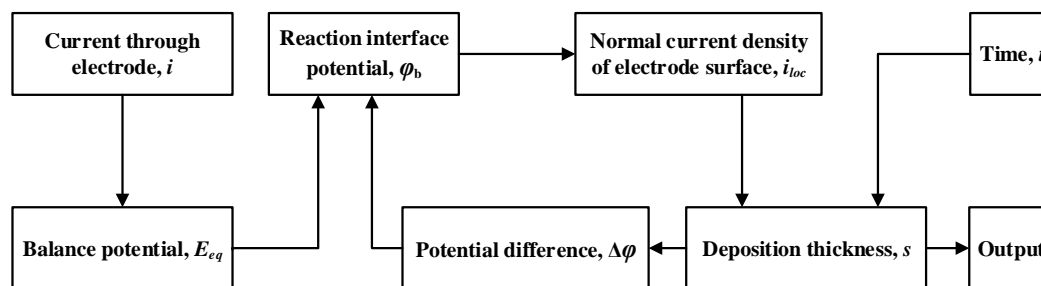 Current through
electrode, i
Reaction interface
potential, φb
Normal current density
of electrode surface, iloc
Time, t
Balance potential, Eeq
Potential difference, Δφ
Deposition thickness, s
Output